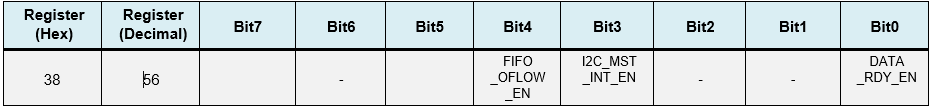 Register (Hex) Register (Decimal) Bit7 Bit6 Bit5 Bit4 Bit3 Bit2 Bit1 Bit0
38 56 - FIFO _OFLOW _EN I2C_MST _INT_EN - - DATA _RDY_EN